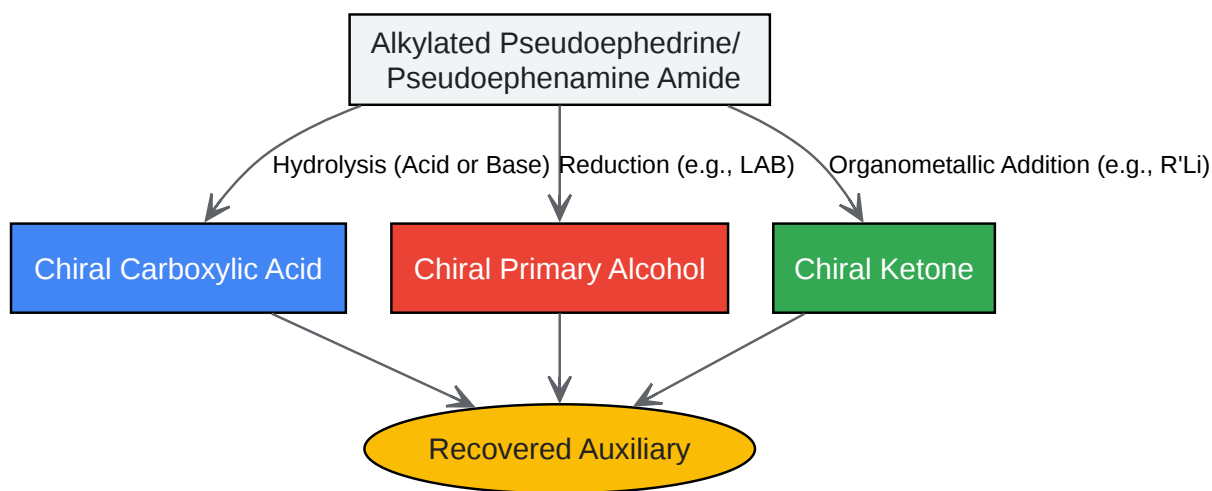 Alkylated Pseudoephedrine/
Pseudoephenamine Amide
Hydrolysis (Acid or Base)
Reduction (e.g., LAB)
Organometallic Addition (e.g., R'Li)
Chiral Carboxylic Acid
Chiral Primary Alcohol
Chiral Ketone
Recovered Auxiliary